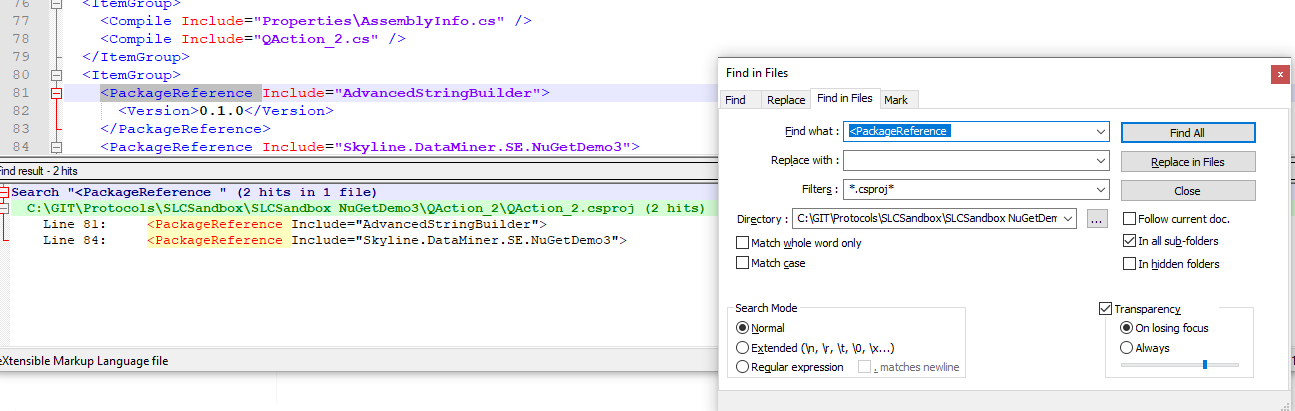 76 <ItemGroup>
77 <Compile Include="Properties\AssemblyInfo.cs" />
78 <Compile Include="QAction_2.cs" />
79 </ItemGroup>
80 <ItemGroup>
81 <PackageReference Include="AdvancedStringBuilder">
82 <Version>0.1.0</Version>
83 </PackageReference>
84 <PackageReference Include="Skyline.DataMiner.SE.NuGetDemo3">
ind result - 2 hits
Search "<PackageReference " (2 hits in 1 file)
C:\GIT\Protocols\SLCSandbox\SLCSandbox NuGetDemo3\QAction_2\QAction_2.csproj (2 hits)
Line 81: <PackageReference Include="AdvancedStringBuilder">
Line 84: <PackageReference Include="Skyline.DataMiner.SE.NuGetDemo3">
eXtensible Markup Language file
Find in Files
x
Find Replace Find in Files Mark
Find what : <PackageReference
Find All
Replace with :
Replace in Files
Filters : *.csproj*
Close
Directory : C:\GIT\Protocols\SLCSandbox\SLCSandbox NuGetDem
...
Follow current doc.
Match whole word only
In all sub-folders
Match case
In hidden folders
Search Mode
Normal
Extended (\n, \r, \t, \0, \x...)
Regular expression
. matches newline
Transparency
On losing focus
Always